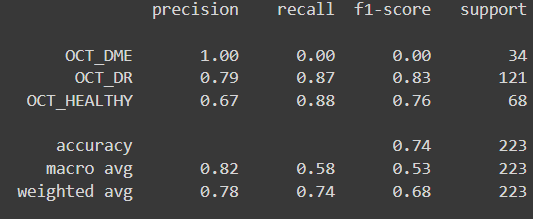 precision recall f1-score support
OCT_DME 1.00 0.00 0.00 34
OCT_DR 0.79 0.87 0.83 121
OCT_HEALTHY 0.67 0.88 0.76 68
accuracy 0.74 223
macro avg 0.82 0.58 0.53 223
weighted avg 0.78 0.74 0.68 223